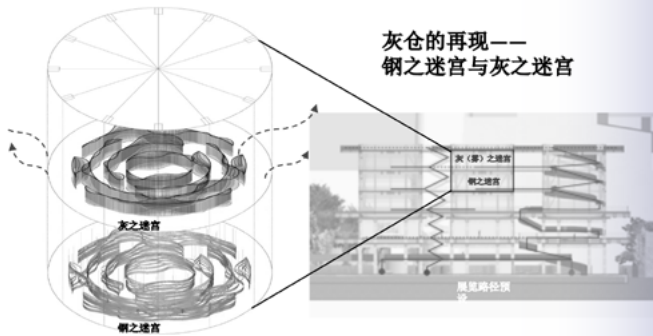 灰仓的再现——
钢之迷宫与灰之迷宫
灰（雾）之迷宫
钢之迷宫
灰之迷宫
展览路径预
设
钢之迷宫